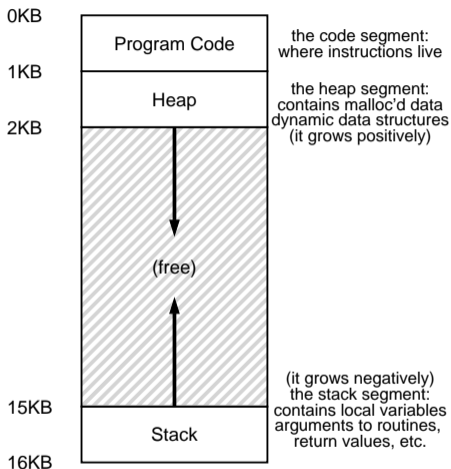 0KB
Program Code
the code segment:
where instructions live
1KB
Heap
the heap segment:
contains malloc’d data
dynamic data structures
(it grows positively)
2KB
(free)
(it grows negatively)
the stack segment:
contains local variables
arguments to routines,
return values, etc.
15KB
Stack
16KB